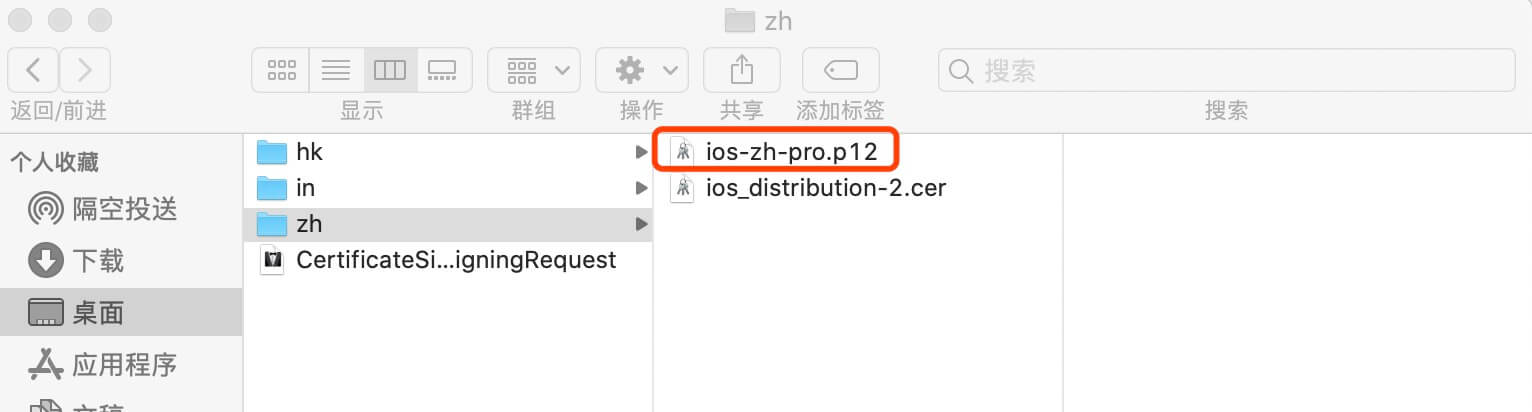 zh
搜索
返回/前进
显示
群组
操作
共享
添加标签
搜索
个人收藏
隔空投送
下载
桌面
应用程序
文稿
hk
in
zh
CertificateSi...igningRequest
ios-zh-pro.p12
ios_distribution-2.cer